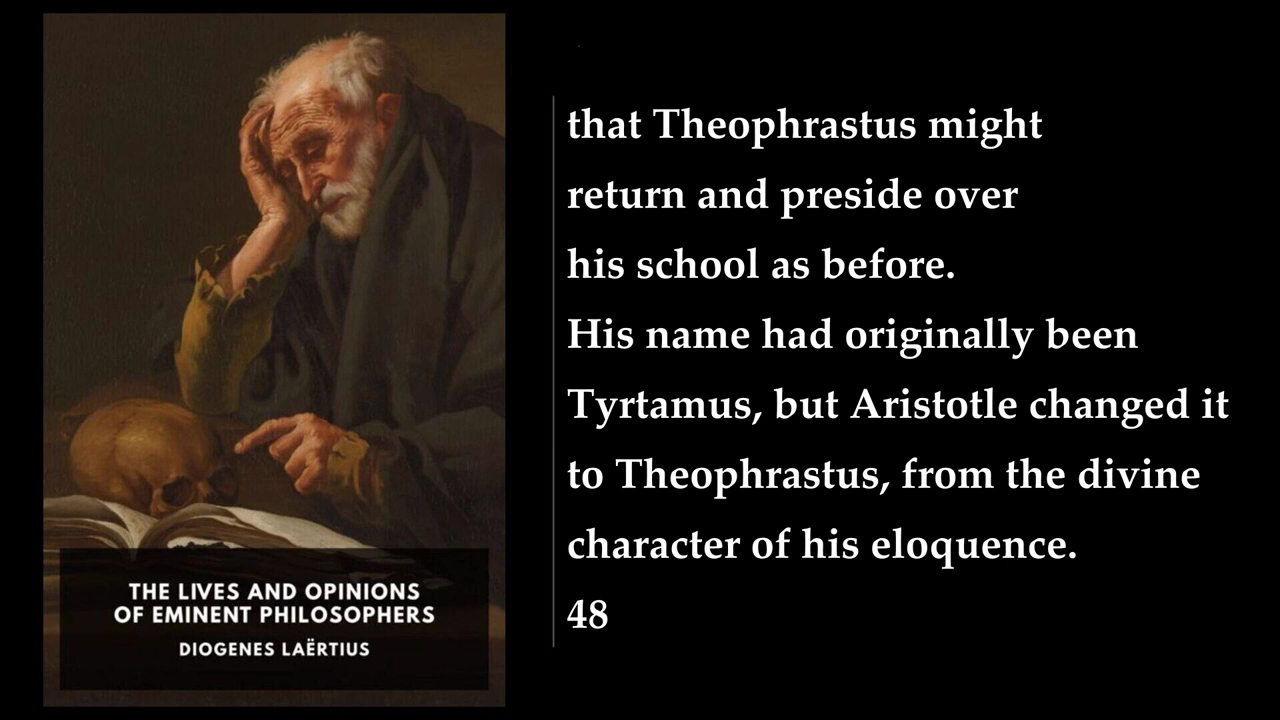 THE LIVES AND OPINIONS
OF EMINENT PHILOSOPHERS
DIOGENES LAËRTIUS
that Theophrastus might
return and preside over
his school as before.
His name had originally been
Tyrtamus, but Aristotle changed it
to Theophrastus, from the divine
character of his eloquence.
48